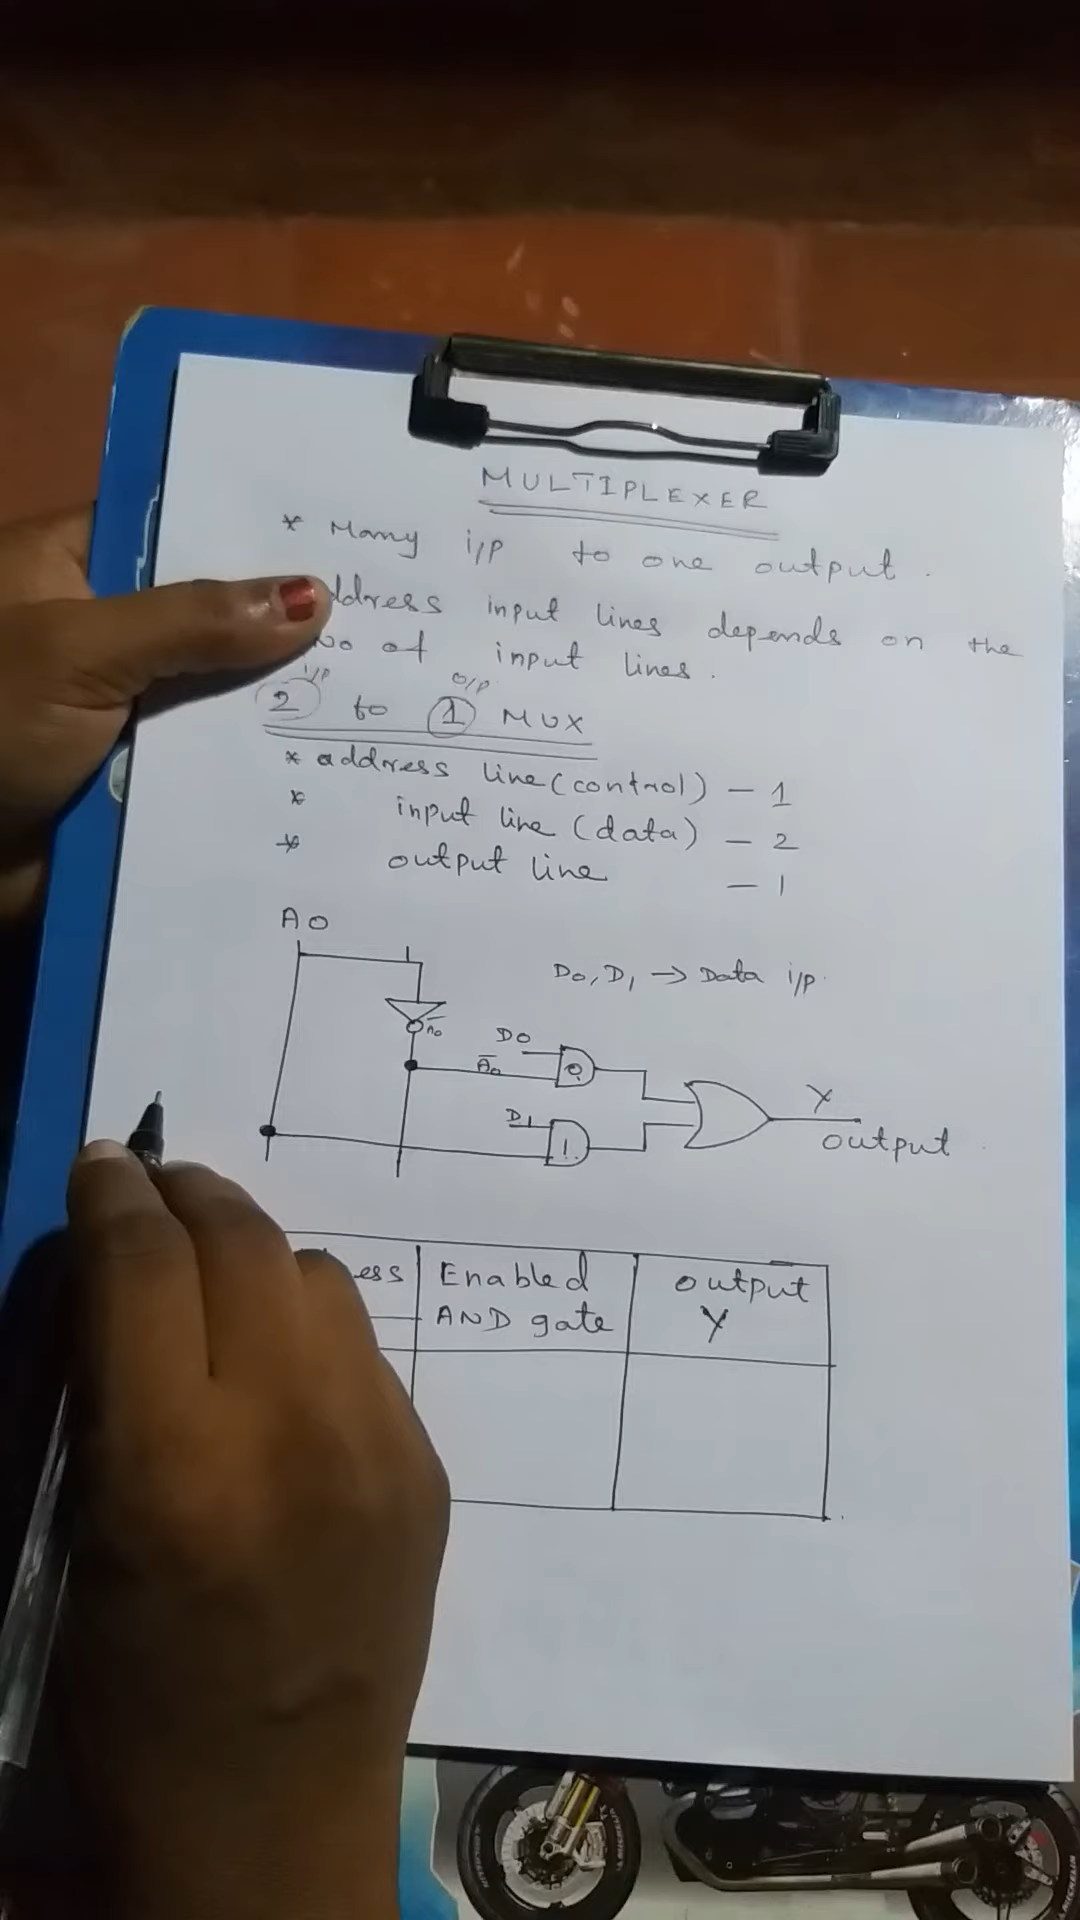 MULTIPLEXER
* Many i/p to one output.
ddress input lines depends on the
No of input lines.
i/p o/p
2 to 1 MUX
* address line (control) - 1
* input line (data) - 2
* output line - 1
A0
D0, D1 → Data i/p.
D0
A̅0
0
D1
1
Y
output
ess Enabled output
AND gate Y